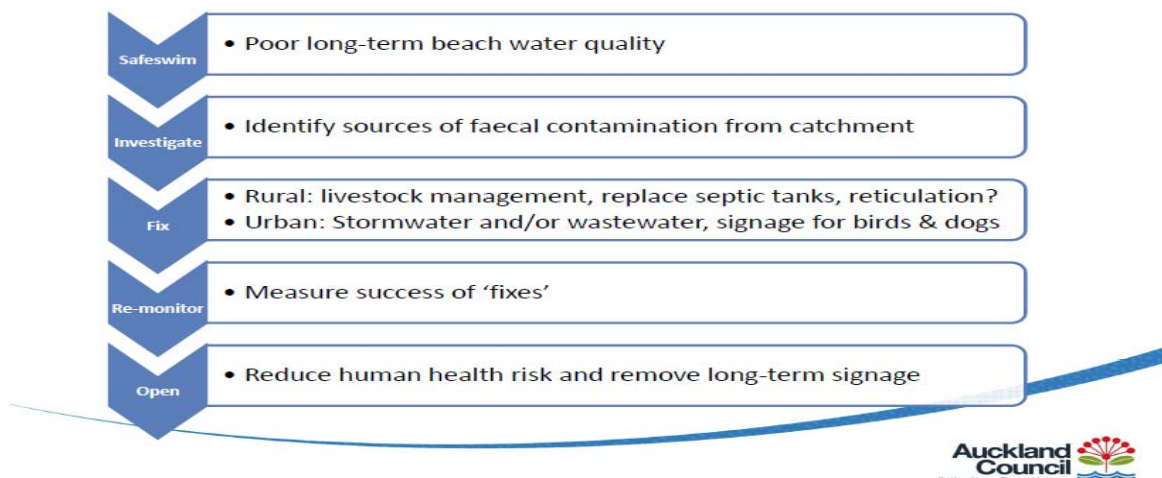 Safeswim
• Poor long-term beach water quality
Investigate
• Identify sources of faecal contamination from catchment
Fix
• Rural: livestock management, replace septic tanks, reticulation?
• Urban: Stormwater and/or wastewater, signage for birds & dogs
Re-monitor
• Measure success of ‘fixes’
Open
• Reduce human health risk and remove long-term signage
Auckland
Council